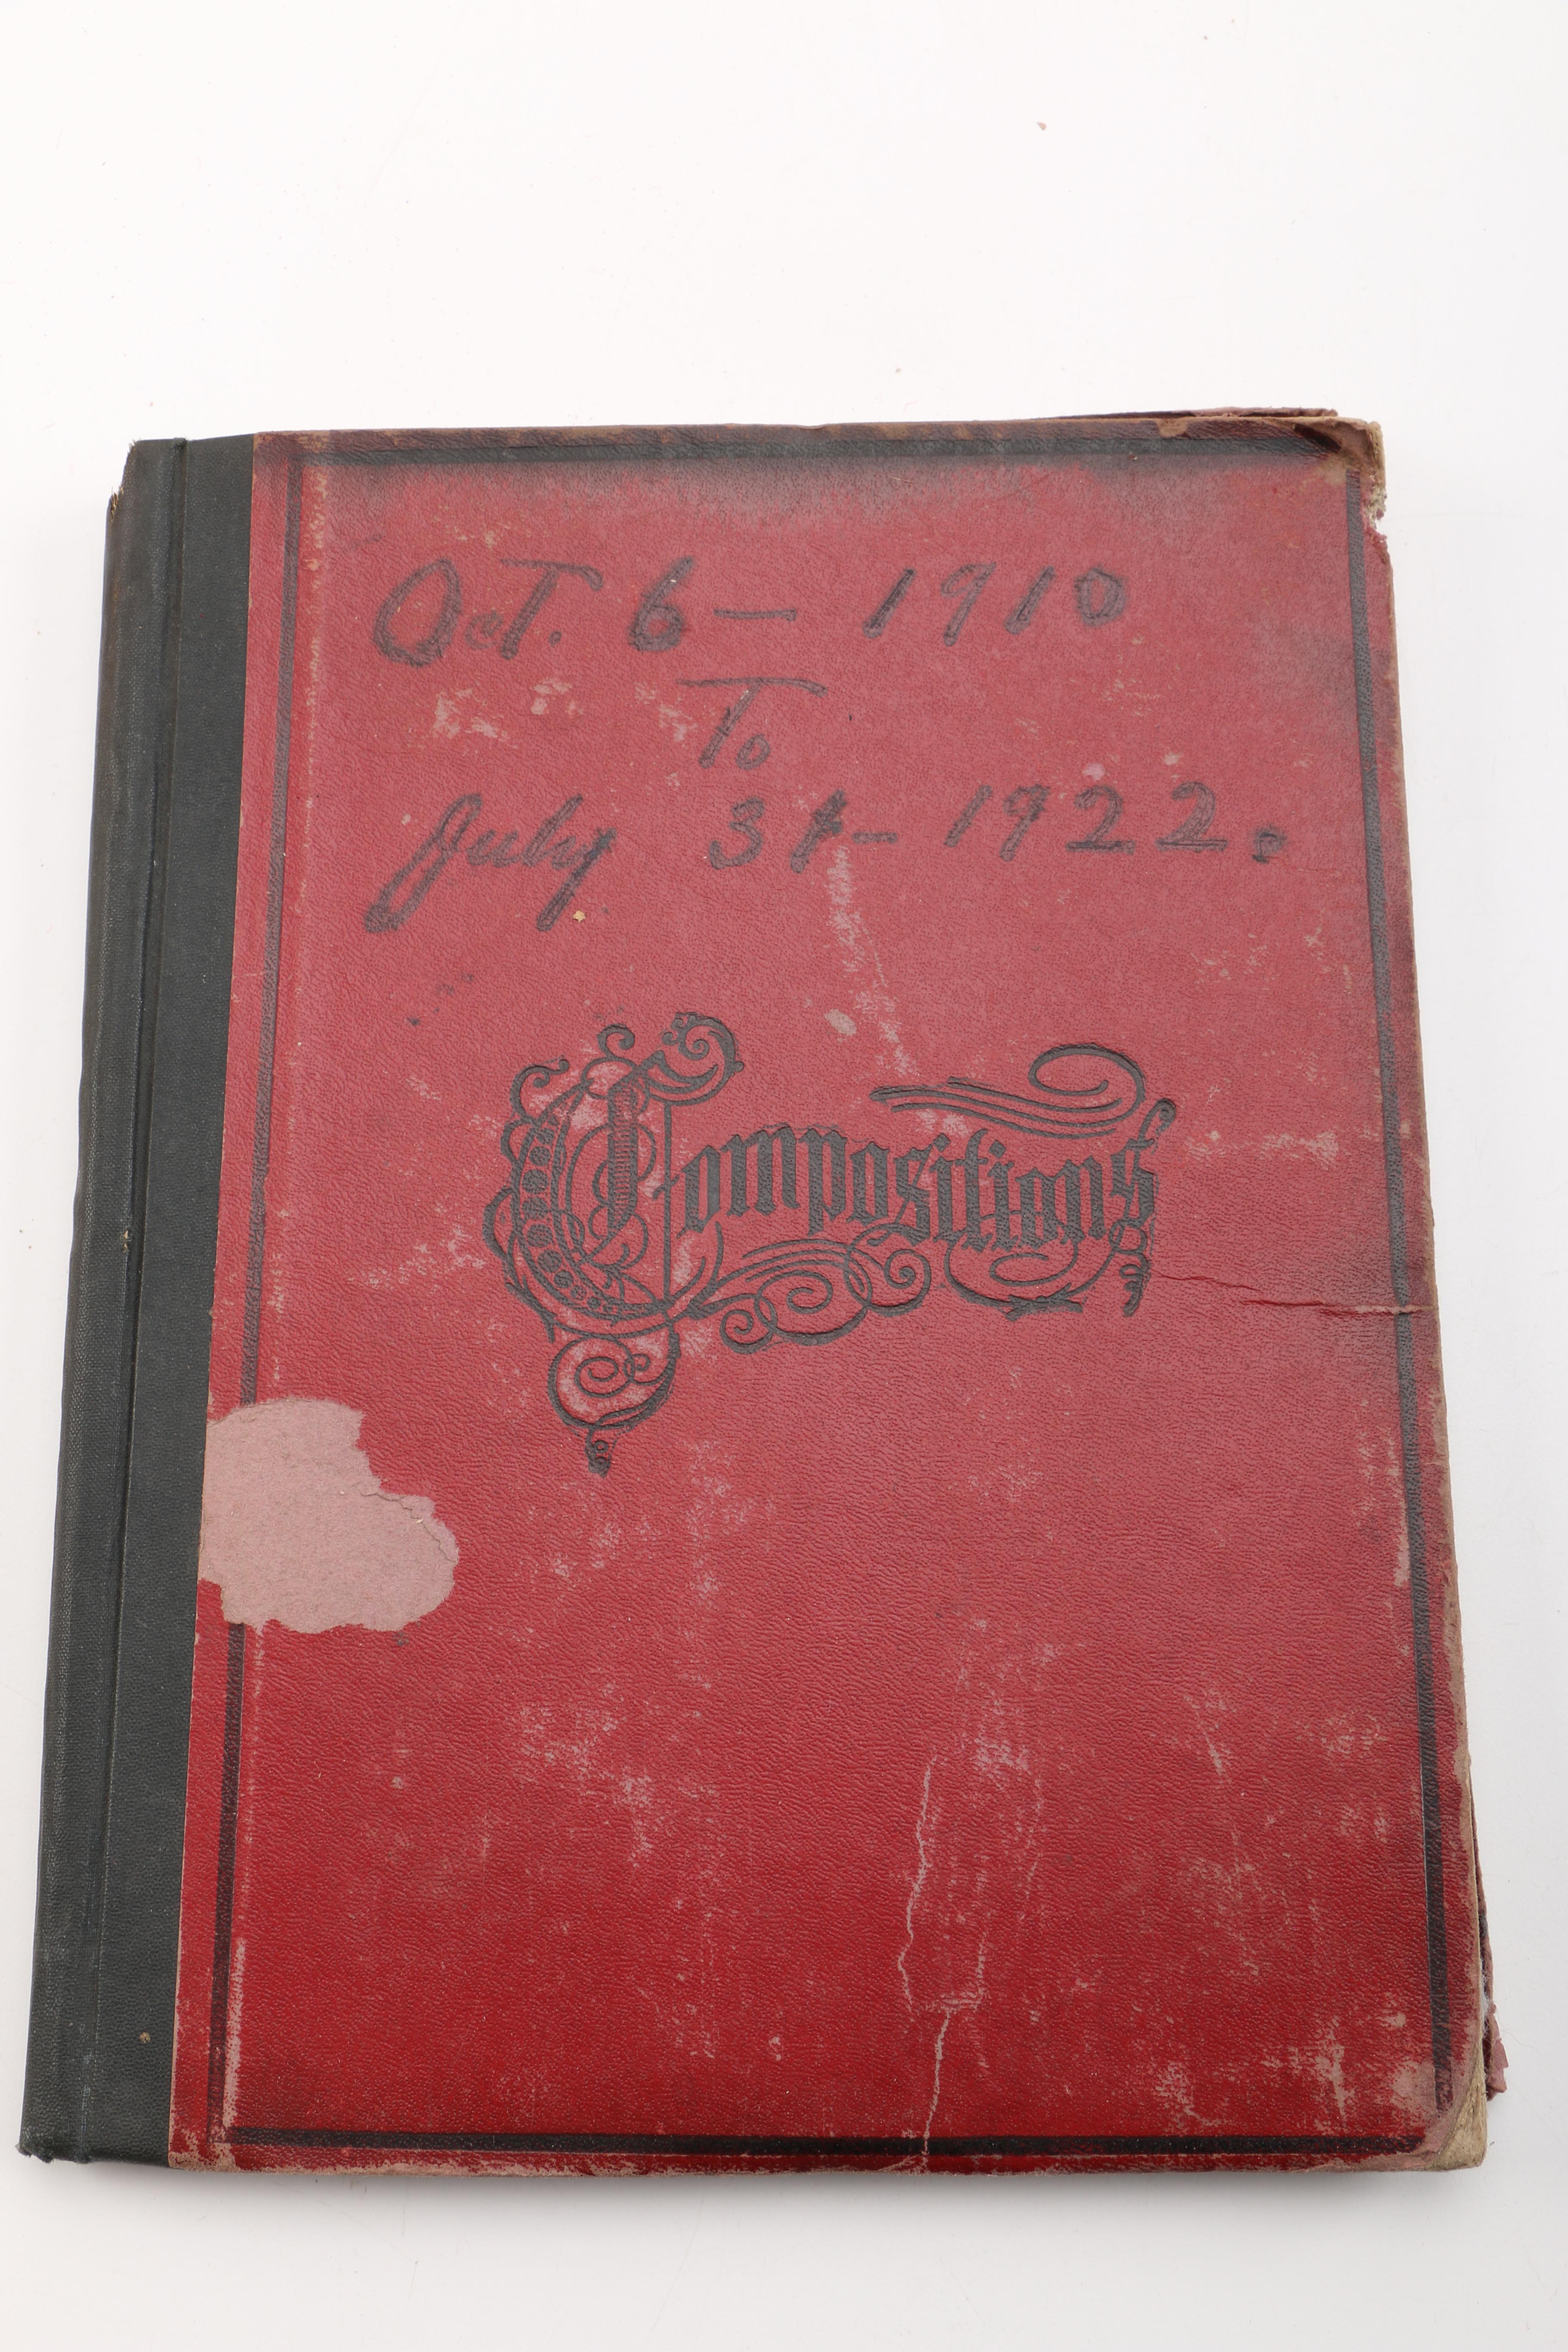 Oct. 6 — 1910
To
July 31 — 1922.
Compositions